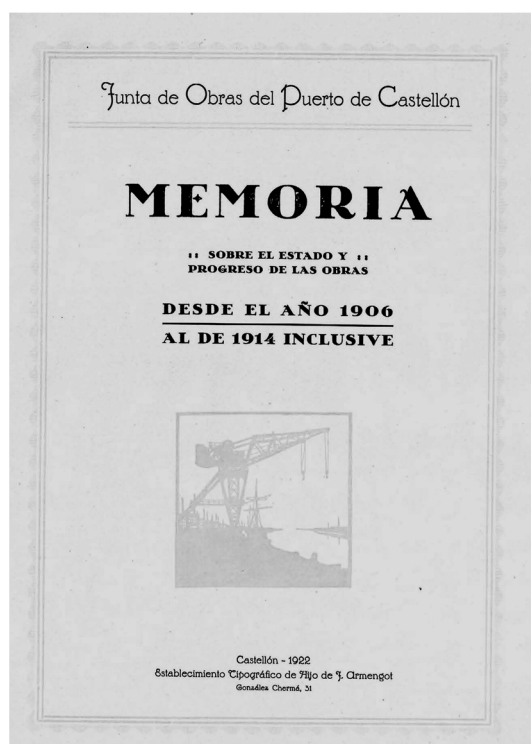 Junta de Obras del Puerto de Castellón
MEMORIA
:: SOBRE EL ESTADO Y ::
PROGRESO DE LAS OBRAS
DESDE EL AÑO 1906
AL DE 1914 INCLUSIVE
Castellón - 1922
Establecimiento Tipográfico de Hijo de J. Armengot
González Chermá, 31